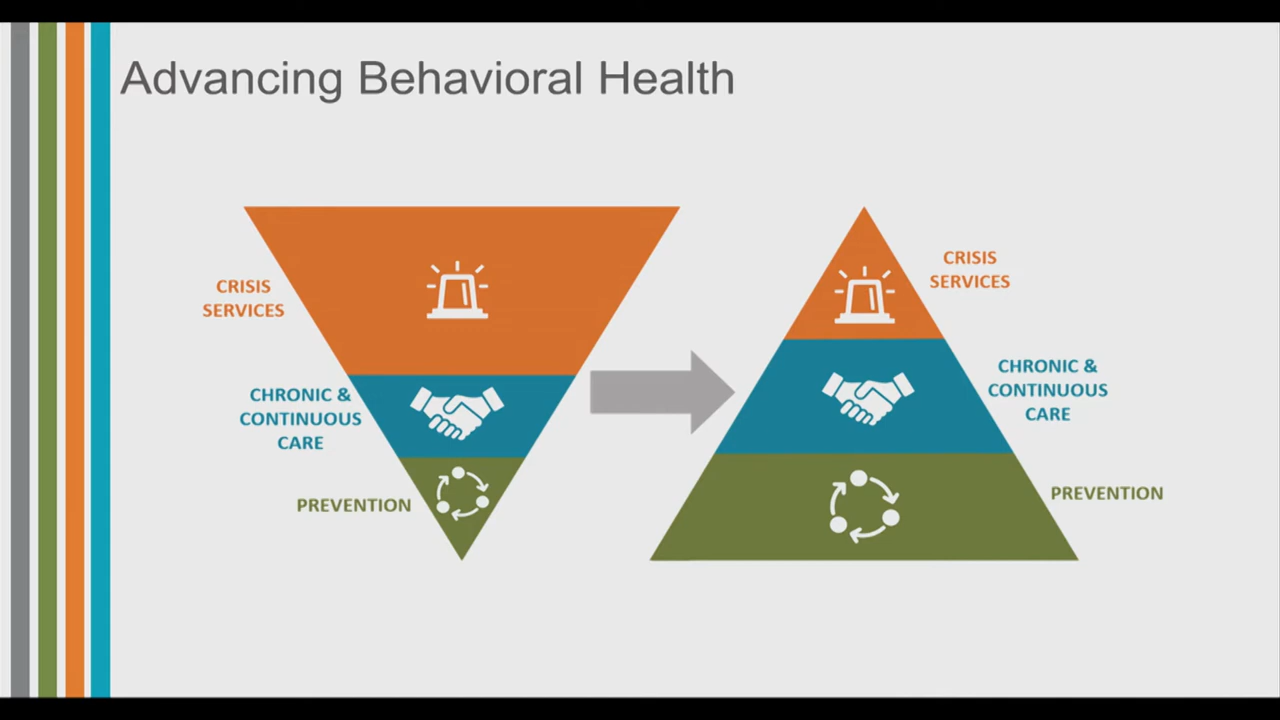 Advancing Behavioral Health
CRISIS
SERVICES
CHRONIC &
CONTINUOUS
CARE
PREVENTION
CRISIS
SERVICES
CHRONIC &
CONTINUOUS
CARE
PREVENTION